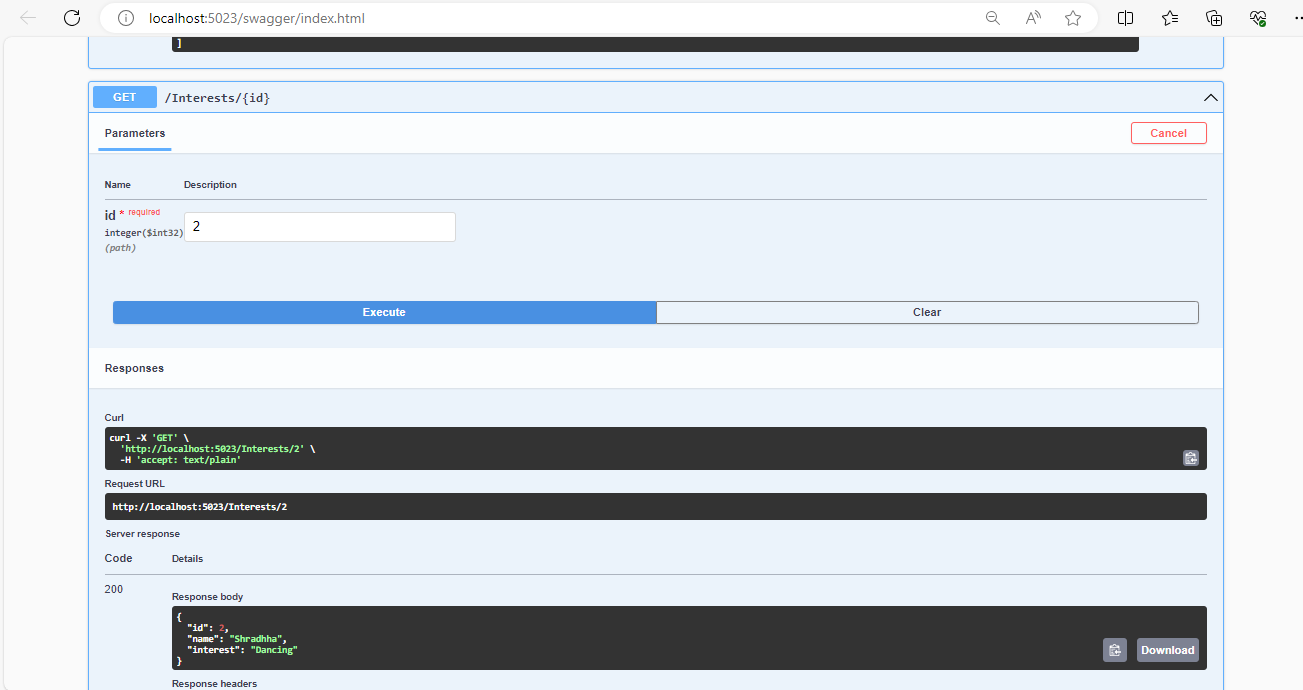 localhost:5023/swagger/index.html
]
GET /Interests/{id}
Parameters
Cancel
Name Description
id * required
integer($int32)
(path)
2
Execute Clear
Responses
Curl
curl -X 'GET' \
'http://localhost:5023/Interests/2' \
-H 'accept: text/plain'
Request URL
http://localhost:5023/Interests/2
Server response
Code Details
200
Response body
{
"id": 2,
"name": "Shradhha",
"interest": "Dancing"
}
Download
Response headers